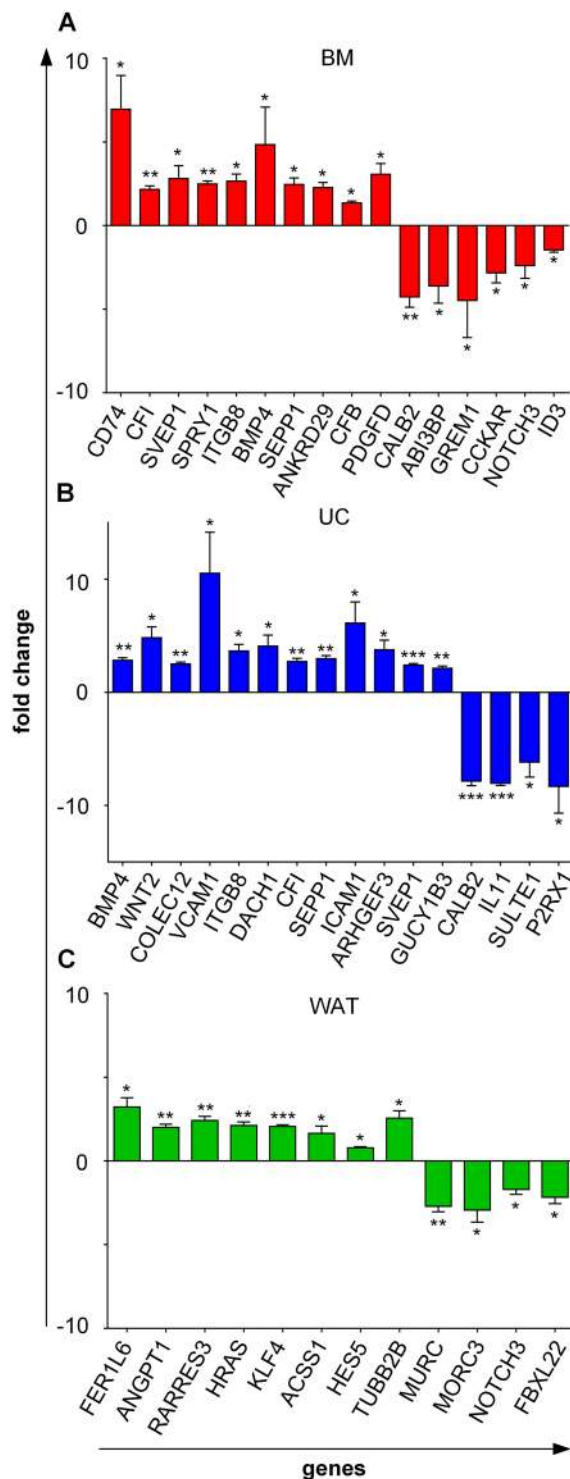 A
BM
10
0
-10
* ** * ** * * * * * * ** * * * * *
CD74
CFI
SVEP1
SPRY1
ITGB8
BMP4
SEPP1
ANKRD29
CFB
PDGFD
CALB2
ABI3BP
GREM1
CCKAR
NOTCH3
ID3
B
UC
10
0
-10
** * ** * * * ** ** * * *** ** *** *** * *
BMP4
WNT2
COLEC12
VCAM1
ITGB8
DACH1
CFI
SEPP1
ICAM1
ARHGEF3
SVEP1
GUCY1B3
CALB2
IL11
SULTE1
P2RX1
fold change
C
WAT
10
0
-10
* ** ** ** *** * * * ** * * *
FER1L6
ANGPT1
RARRES3
HRAS
KLF4
ACSS1
HES5
TUBB2B
MURC
MORC3
NOTCH3
FBXL22
genes